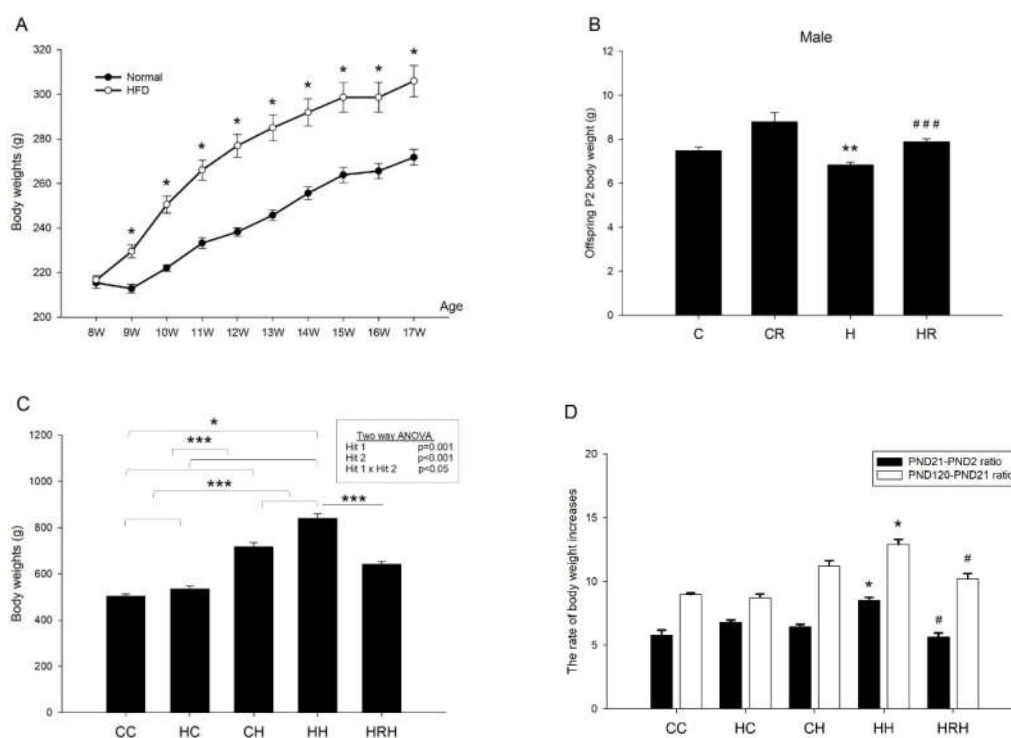 A
Body weights (g)
320
300
280
260
240
220
200
Normal
HFD
* * * * * * * * *
8W 9W 10W 11W 12W 13W 14W 15W 16W 17W
Age
B
Male
Offspring P2 body weight (g)
12
10
8
6
4
2
0
** ###
C CR H HR
C
Body weights (g)
1200
1000
800
600
400
200
0
*
***
***
***
Two way ANOVA
Hit 1 p=0.001
Hit 2 p<0.001
Hit 1 x Hit 2 p<0.05
CC HC CH HH HRH
D
The rate of body weight increases
20
15
10
5
0
PND21-PND2 ratio
PND120-PND21 ratio
* * # #
CC HC CH HH HRH